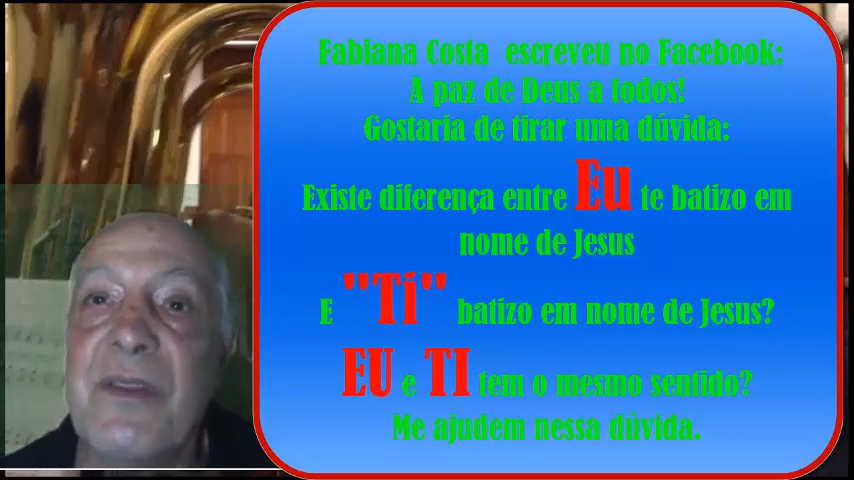 Fabiana Costa escreveu no Facebook:
A paz de Deus a todos!
Gostaria de tirar uma dúvida:
Existe diferença entre Eu te batizo em
nome de Jesus
E "Ti" batizo em nome de Jesus?
EU e TI tem o mesmo sentido?
Me ajudem nessa dúvida.